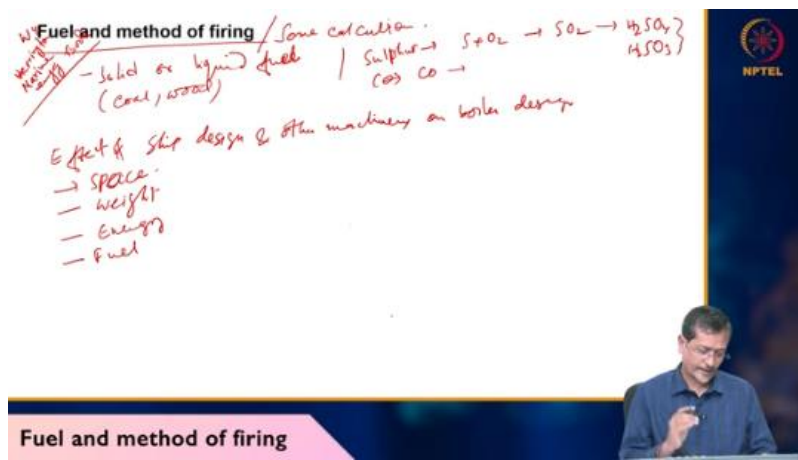 Fuel and method of firing / Some calculation.
- Solid or liquid fuel
(coal, wood)
Sulphur → S+O2 → SO2 → H2SO4
H2SO3 }
CO →
Effect of Ship design & other machinery on boiler design
→ Space.
- Weight
- Energy
- Fuel
NPTEL
Fuel and method of firing